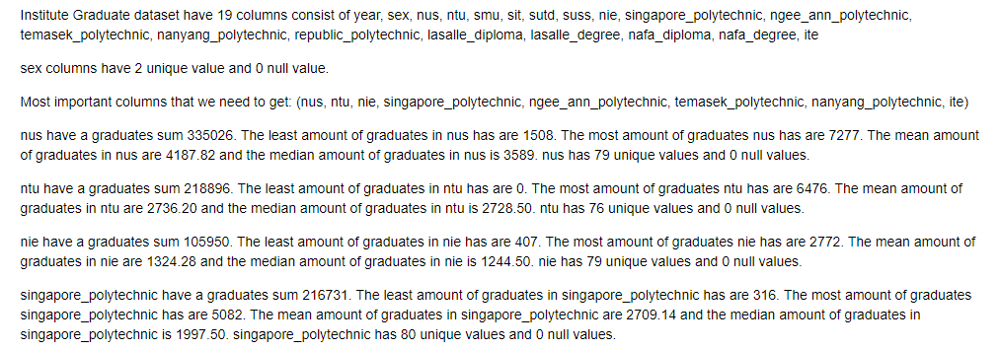 Institute Graduate dataset have 19 columns consist of year, sex, nus, ntu, smu, sit, sutd, suss, nie, singapore_polytechnic, ngee_ann_polytechnic,
temasek_polytechnic, nanyang_polytechnic, republic_polytechnic, lasalle_diploma, lasalle_degree, nafa_diploma, nafa_degree, ite
sex columns have 2 unique value and 0 null value.
Most important columns that we need to get: (nus, ntu, nie, singapore_polytechnic, ngee_ann_polytechnic, temasek_polytechnic, nanyang_polytechnic, ite)
nus have a graduates sum 335026. The least amount of graduates in nus has are 1508. The most amount of graduates nus has are 7277. The mean amount
of graduates in nus are 4187.82 and the median amount of graduates in nus is 3589. nus has 79 unique values and 0 null values.
ntu have a graduates sum 218896. The least amount of graduates in ntu has are 0. The most amount of graduates ntu has are 6476. The mean amount of
graduates in ntu are 2736.20 and the median amount of graduates in ntu is 2728.50. ntu has 76 unique values and 0 null values.
nie have a graduates sum 105950. The least amount of graduates in nie has are 407. The most amount of graduates nie has are 2772. The mean amount of
graduates in nie are 1324.28 and the median amount of graduates in nie is 1244.50. nie has 79 unique values and 0 null values.
singapore_polytechnic have a graduates sum 216731. The least amount of graduates in singapore_polytechnic has are 316. The most amount of graduates
singapore_polytechnic has are 5082. The mean amount of graduates in singapore_polytechnic are 2709.14 and the median amount of graduates in
singapore_polytechnic is 1997.50. singapore_polytechnic has 80 unique values and 0 null values.